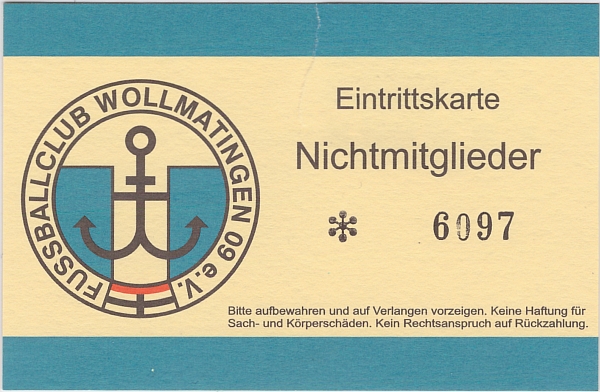 FUSSBALLCLUB WOLLMATINGEN 09 e.V.
Eintrittskarte
Nichtmitglieder
6097
Bitte aufbewahren und auf Verlangen vorzeigen. Keine Haftung für
Sach- und Körperschäden. Kein Rechtsanspruch auf Rückzahlung.